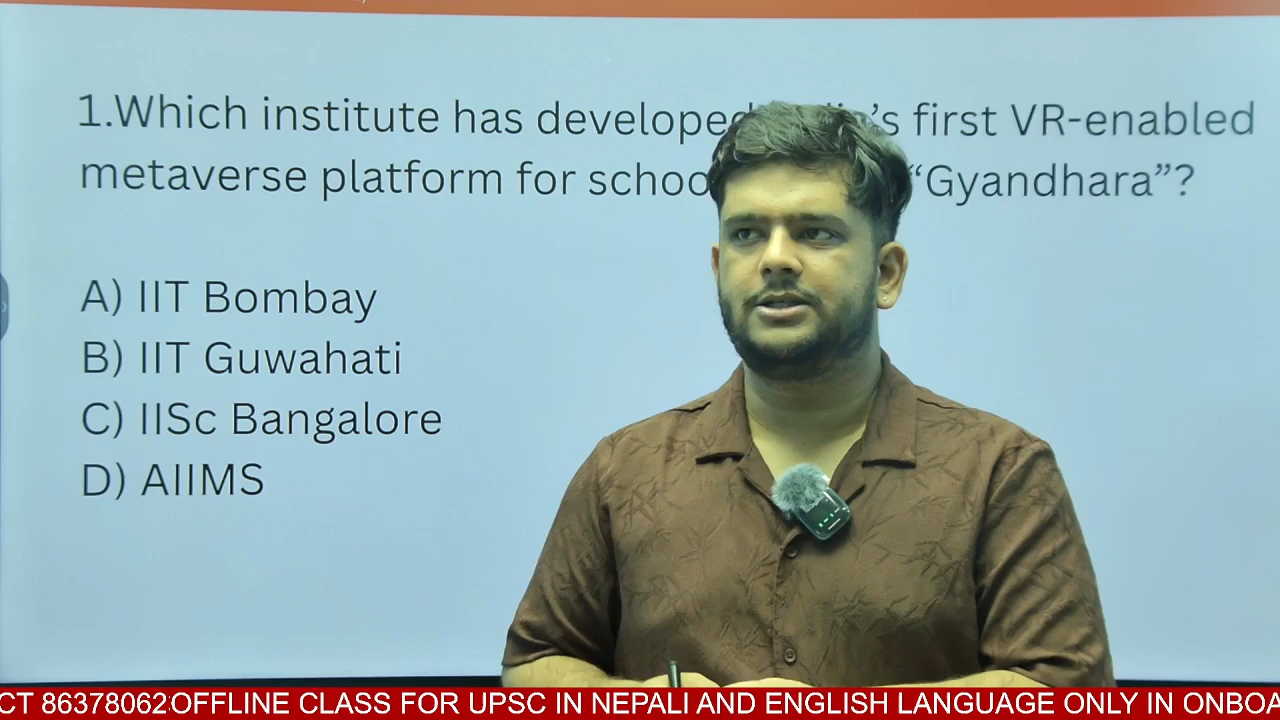 1.Which institute has developed first VR-enabled
metaverse platform for “Gyandhara”?
A) IIT Bombay
B) IIT Guwahati
C) IISc Bangalore
D) AIIMS
CT 86378062 OFFLINE CLASS FOR UPSC IN NEPALI AND ENGLISH LANGUAGE ONLY IN ONBOA